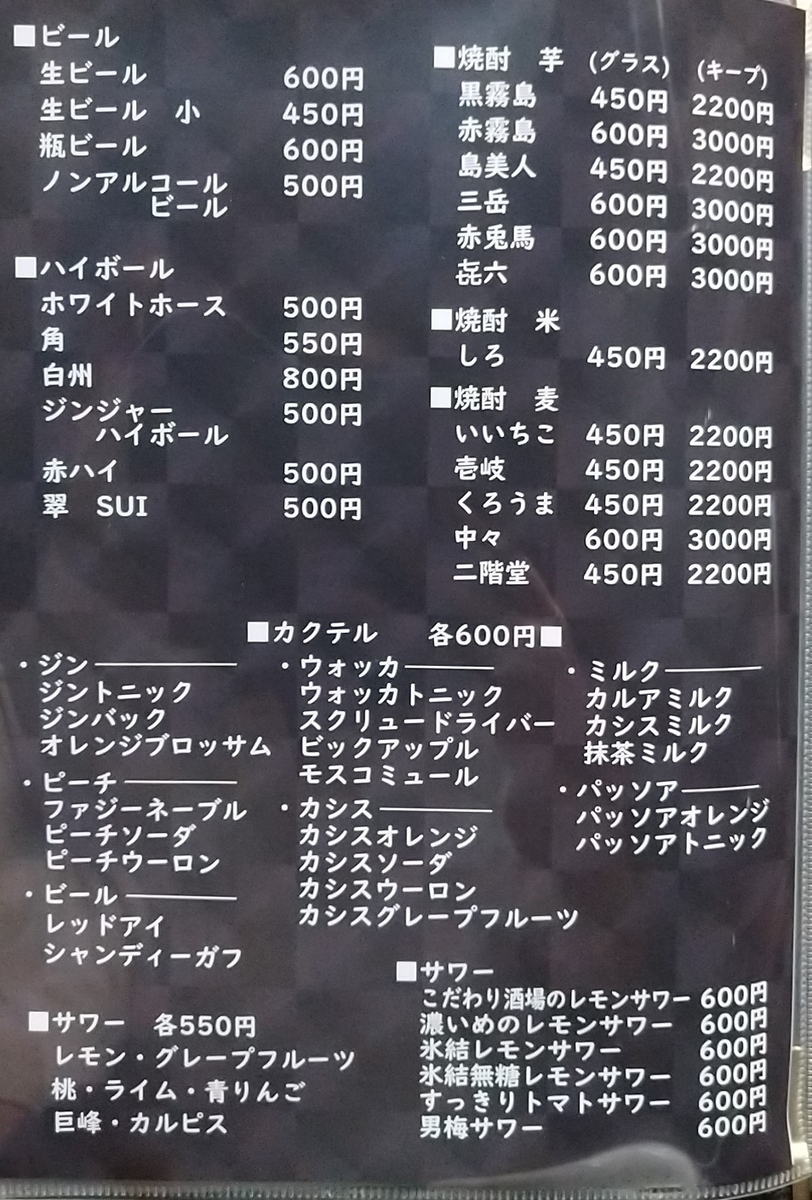 ■ビール
生ビール 600円
生ビール 小 450円
瓶ビール 600円
ノンアルコール 500円
ビール
■ハイボール
ホワイトホース 500円
角 550円
白州 800円
ジンジャー 500円
ハイボール
赤ハイ 500円
翠 SUI 500円
■焼酎 芋 (グラス) (キープ)
黒霧島 450円 2200円
赤霧島 600円 3000円
島美人 450円 2200円
三岳 600円 3000円
赤兎馬 600円 3000円
㐂六 600円 3000円
■焼酎 米
しろ 450円 2200円
■焼酎 麦
いいちこ 450円 2200円
壱岐 450円 2200円
くろうま 450円 2200円
中々 600円 3000円
二階堂 450円 2200円
■カクテル 各600円■
・ジン
ジントニック
ジンバック
オレンジブロッサム
・ピーチ
ファジーネーブル
ピーチソーダ
ピーチウーロン
・ビール
レッドアイ
シャンディーガフ
・ウォッカ
ウォッカトニック
スクリュードライバー
ビックアップル
モスコミュール
・カシス
カシスオレンジ
カシスソーダ
カシスウーロン
カシスグレープフルーツ
・ミルク
カルアミルク
カシスミルク
抹茶ミルク
・パッソア
パッソアオレンジ
パッソアトニック
■サワー 各550円
レモン・グレープフルーツ
桃・ライム・青りんご
巨峰・カルピス
■サワー
こだわり酒場のレモンサワー 600円
濃いめのレモンサワー 600円
氷結レモンサワー 600円
氷結無糖レモンサワー 600円
すっきりトマトサワー 600円
男梅サワー 600円